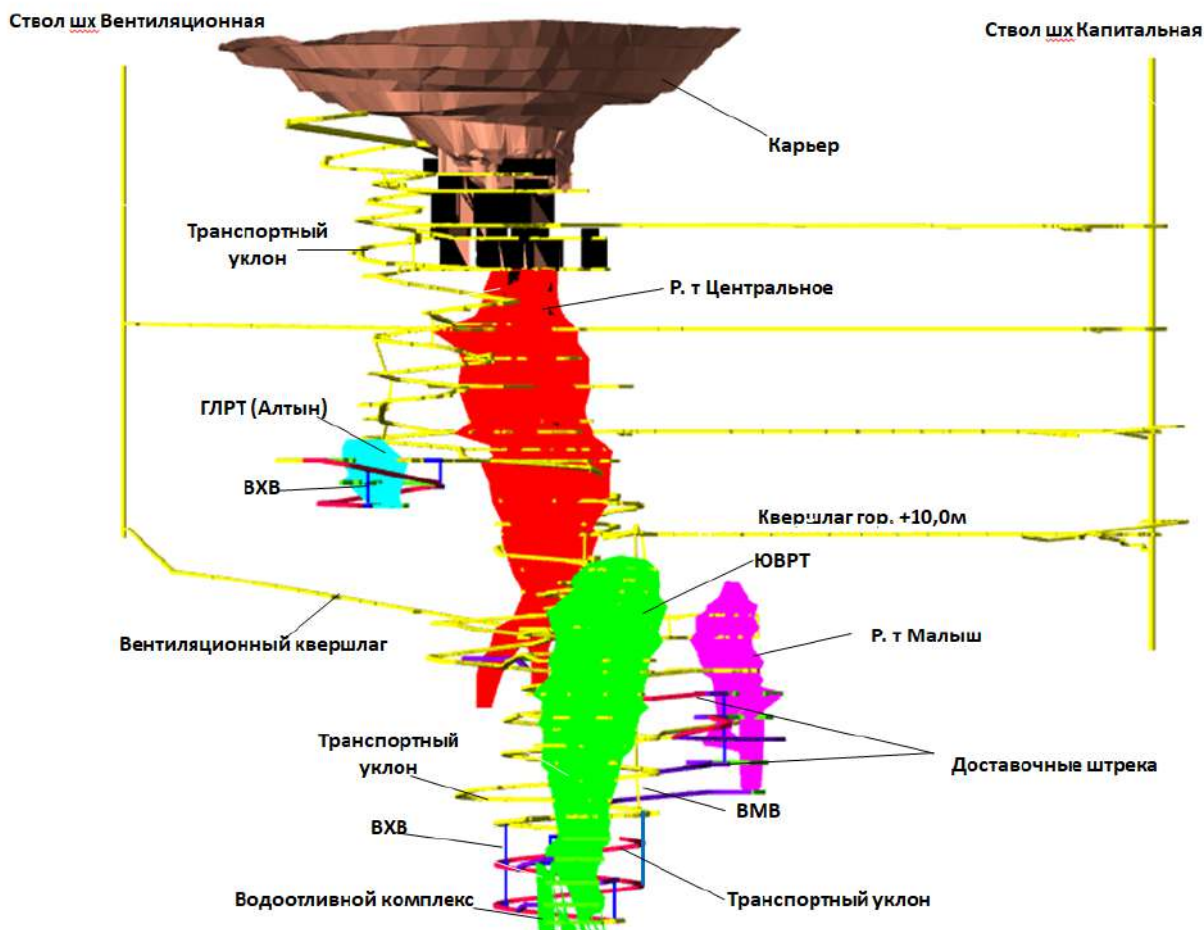 Ствол шх Вентиляционная
Ствол шх Капитальная
Карьер
Транспортный
уклон
Р. т Центральное
ГЛРТ (Алтын)
ВХВ
Квершлаг гор. +10,0м
ЮВРТ
Вентиляционный квершлаг
Р. т Малыш
Транспортный
уклон
Доставочные штрека
ВМВ
ВХВ
Водоотливной комплекс
Транспортный уклон